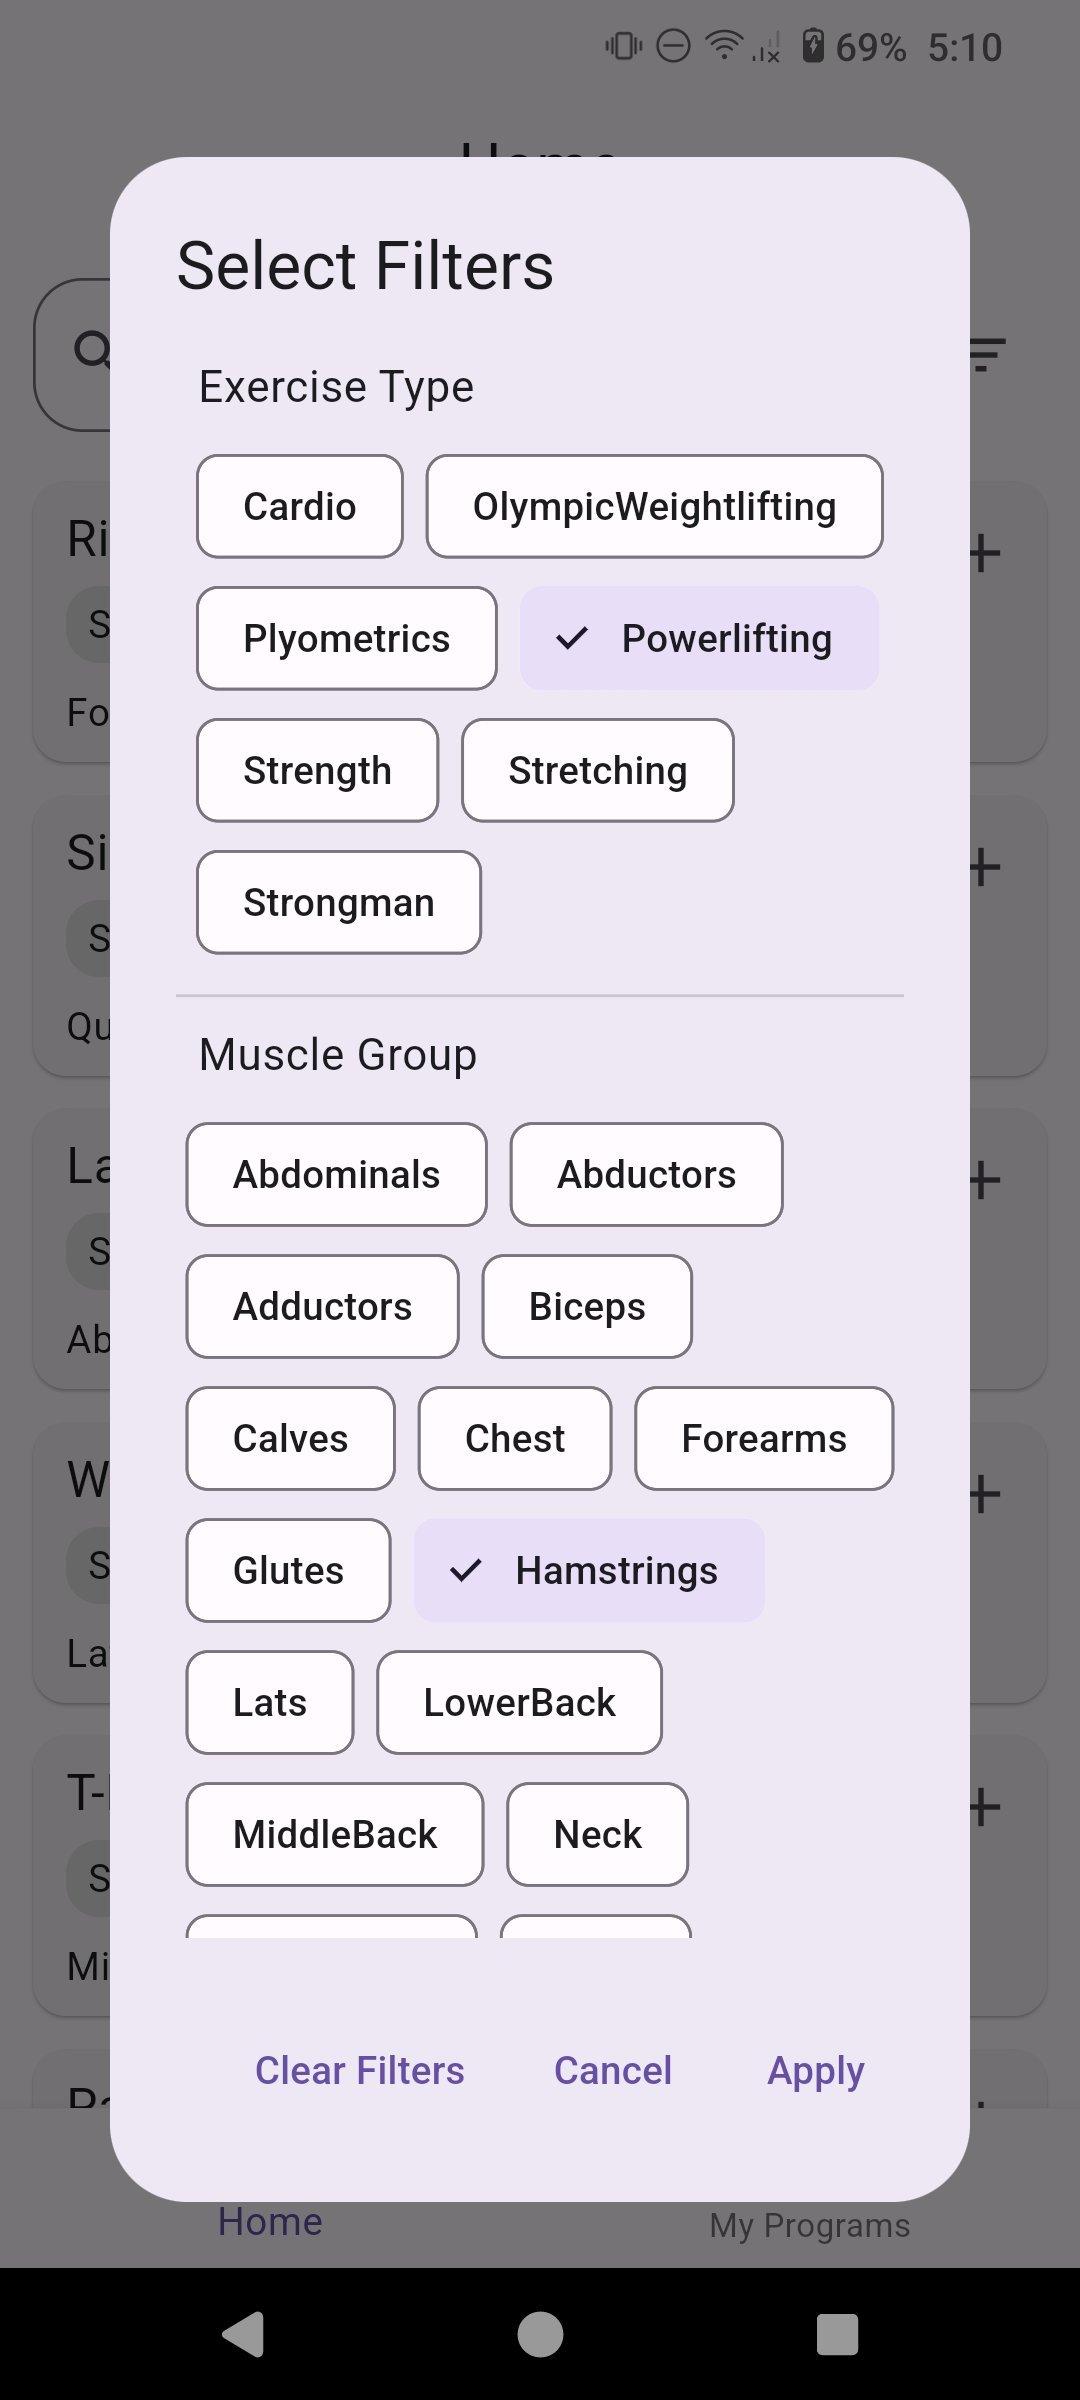 69% 5:10
Home
Select Filters
Exercise Type
Cardio OlympicWeightlifting
Plyometrics Powerlifting
Strength Stretching
Strongman
Muscle Group
Abdominals Abductors
Adductors Biceps
Calves Chest Forearms
Glutes Hamstrings
Lats LowerBack
MiddleBack Neck
Clear Filters Cancel Apply
Home My Programs